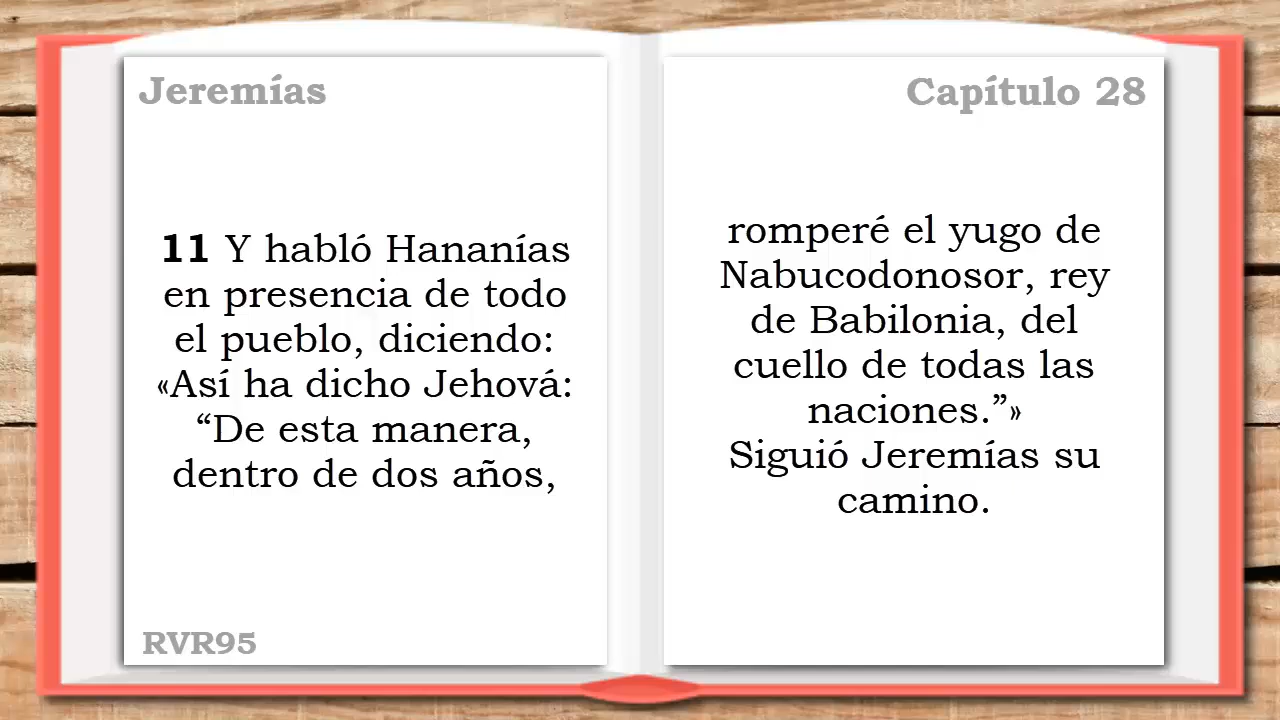 Jeremías
11 Y habló Hananías
en presencia de todo
el pueblo, diciendo:
«Así ha dicho Jehová:
“De esta manera,
dentro de dos años,
RVR95
Capítulo 28
romperé el yugo de
Nabucodonosor, rey
de Babilonia, del
cuello de todas las
naciones.”»
Siguió Jeremías su
camino.